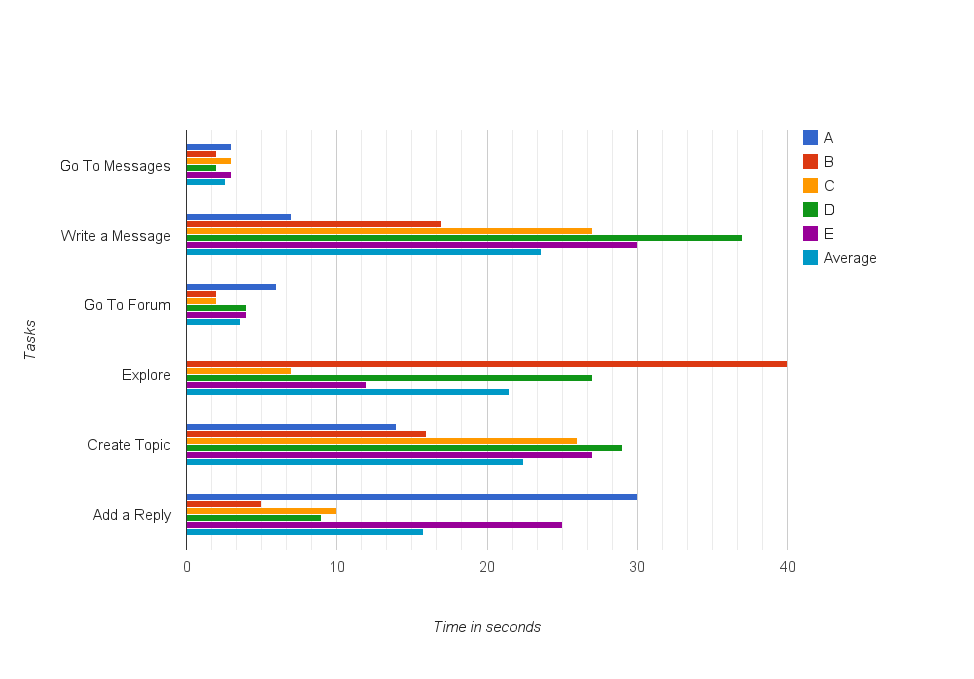 Go To Messages
Write a Message
Go To Forum
Explore
Create Topic
Add a Reply
Tasks
0 10 20 30 40
Time in seconds
A
B
C
D
E
Average